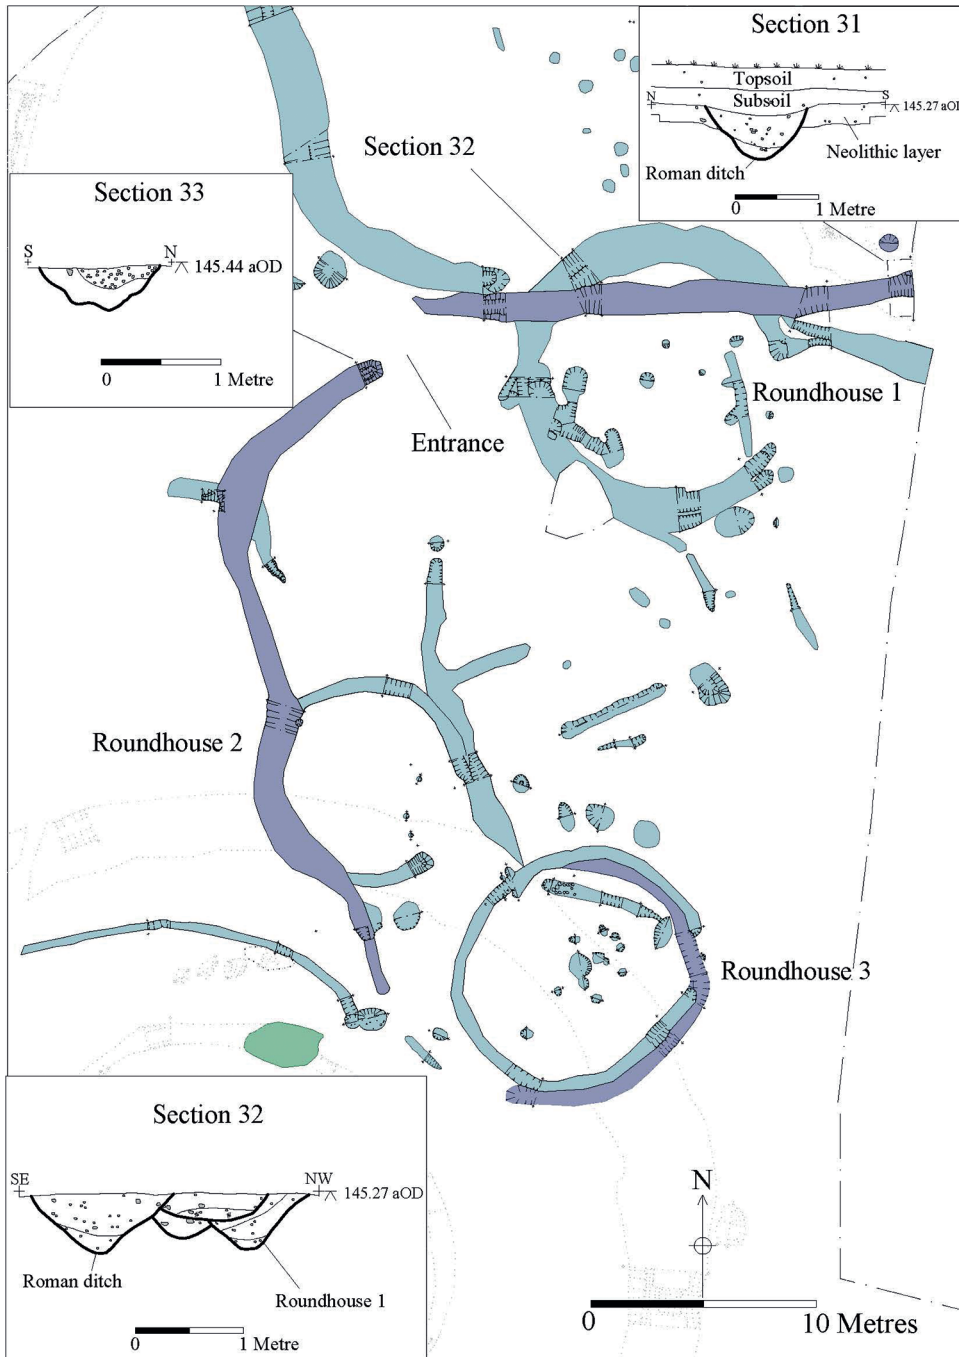 Section 31
Topsoil
N
Subsoil
S
145.27 aOD
Neolithic layer
Roman ditch
0 1 Metre
Section 32
Section 33
S N
145.44 aOD
0 1 Metre
Roundhouse 1
Entrance
Roundhouse 2
Roundhouse 3
Section 32
SE NW
145.27 aOD
Roman ditch
Roundhouse 1
0 1 Metre
N
0 10 Metres